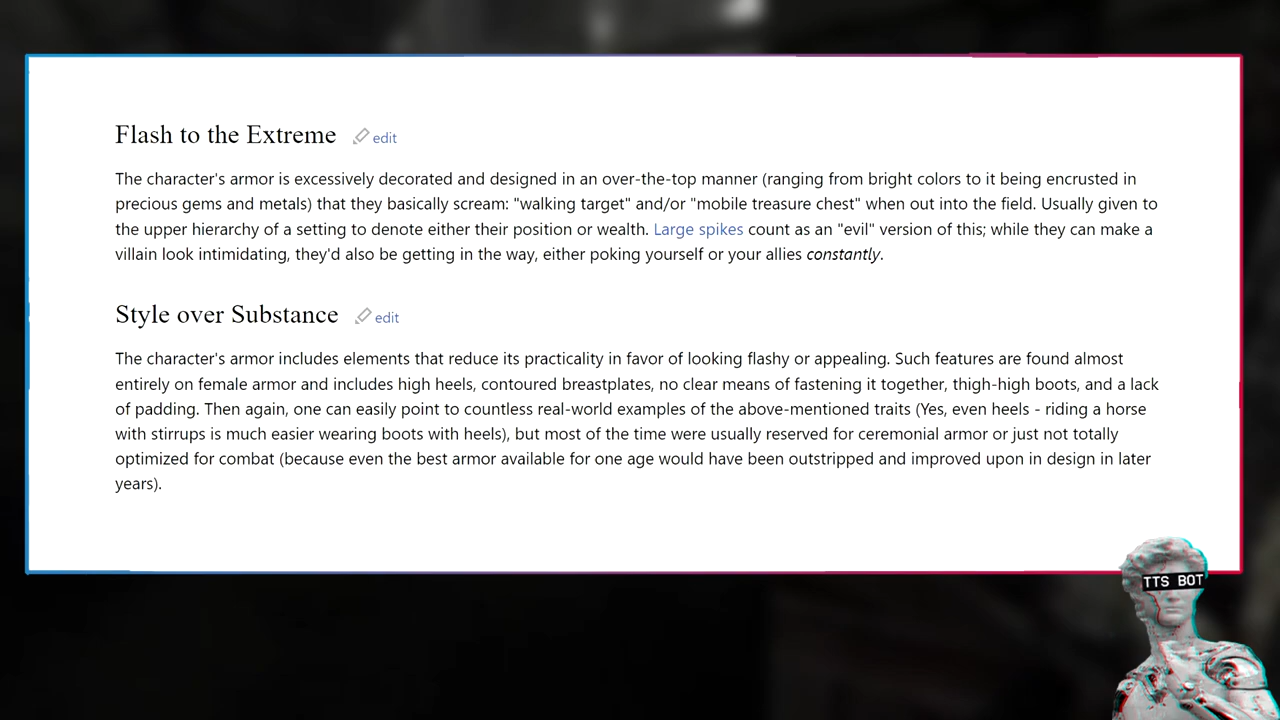 Flash to the Extreme edit
The character's armor is excessively decorated and designed in an over-the-top manner (ranging from bright colors to it being encrusted in
precious gems and metals) that they basically scream: "walking target" and/or "mobile treasure chest" when out into the field. Usually given to
the upper hierarchy of a setting to denote either their position or wealth. Large spikes count as an "evil" version of this; while they can make a
villain look intimidating, they'd also be getting in the way, either poking yourself or your allies constantly.
Style over Substance edit
The character's armor includes elements that reduce its practicality in favor of looking flashy or appealing. Such features are found almost
entirely on female armor and includes high heels, contoured breastplates, no clear means of fastening it together, thigh-high boots, and a lack
of padding. Then again, one can easily point to countless real-world examples of the above-mentioned traits (Yes, even heels - riding a horse
with stirrups is much easier wearing boots with heels), but most of the time were usually reserved for ceremonial armor or just not totally
optimized for combat (because even the best armor available for one age would have been outstripped and improved upon in design in later
years).
TTS BOT